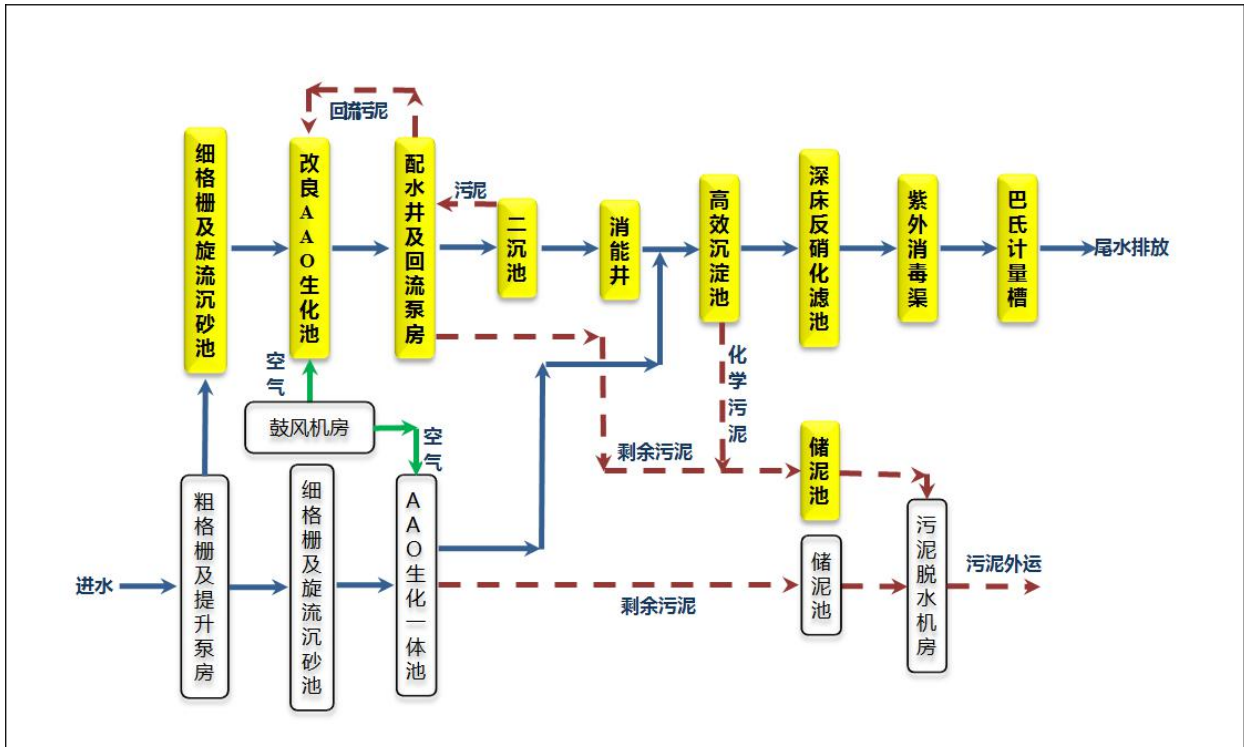 回流污泥
细格栅及旋流沉砂池
改良AAO生化池
配水井及回流泵房
污泥
二沉池
消能井
高效沉淀池
深床反硝化滤池
紫外消毒渠
巴氏计量槽
尾水排放
空气
鼓风机房
空气
化学污泥
剩余污泥
储泥池
进水
粗格栅及提升泵房
细格栅及旋流沉砂池
AAO生化一体池
剩余污泥
储泥池
污泥脱水机房
污泥外运